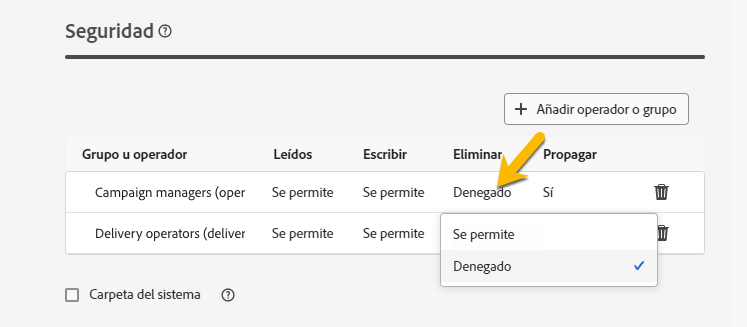 Seguridad
+ Añadir operador o grupo
Grupo u operador Leídos Escribir Eliminar Propagar
Campaign managers (oper Se permite Se permite Denegado Sí
Delivery operators (deliver Se permite Se permite
Se permite
Denegado
Carpeta del sistema